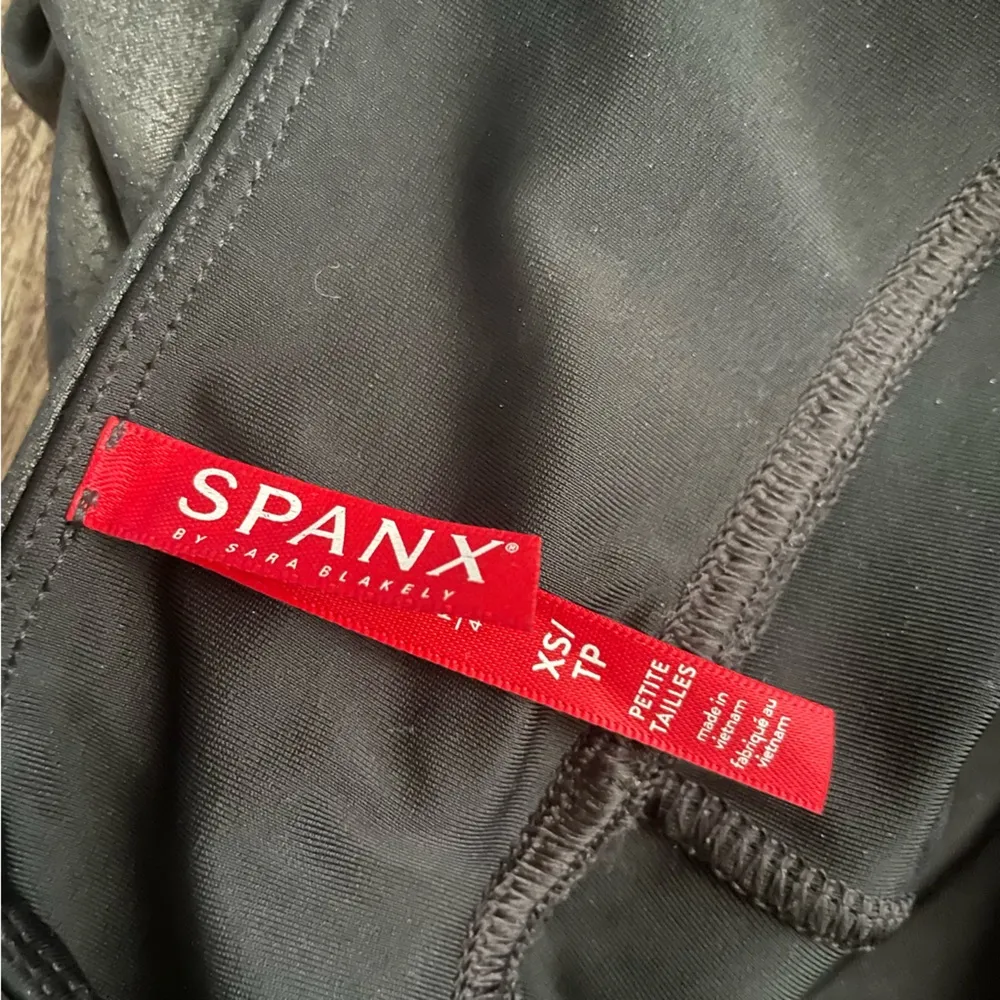 SPANX®
BY SARA BLAKELY
XS/
TP
PETITE
TAILLES
made in
vietnam
fabriqué au
vietnam